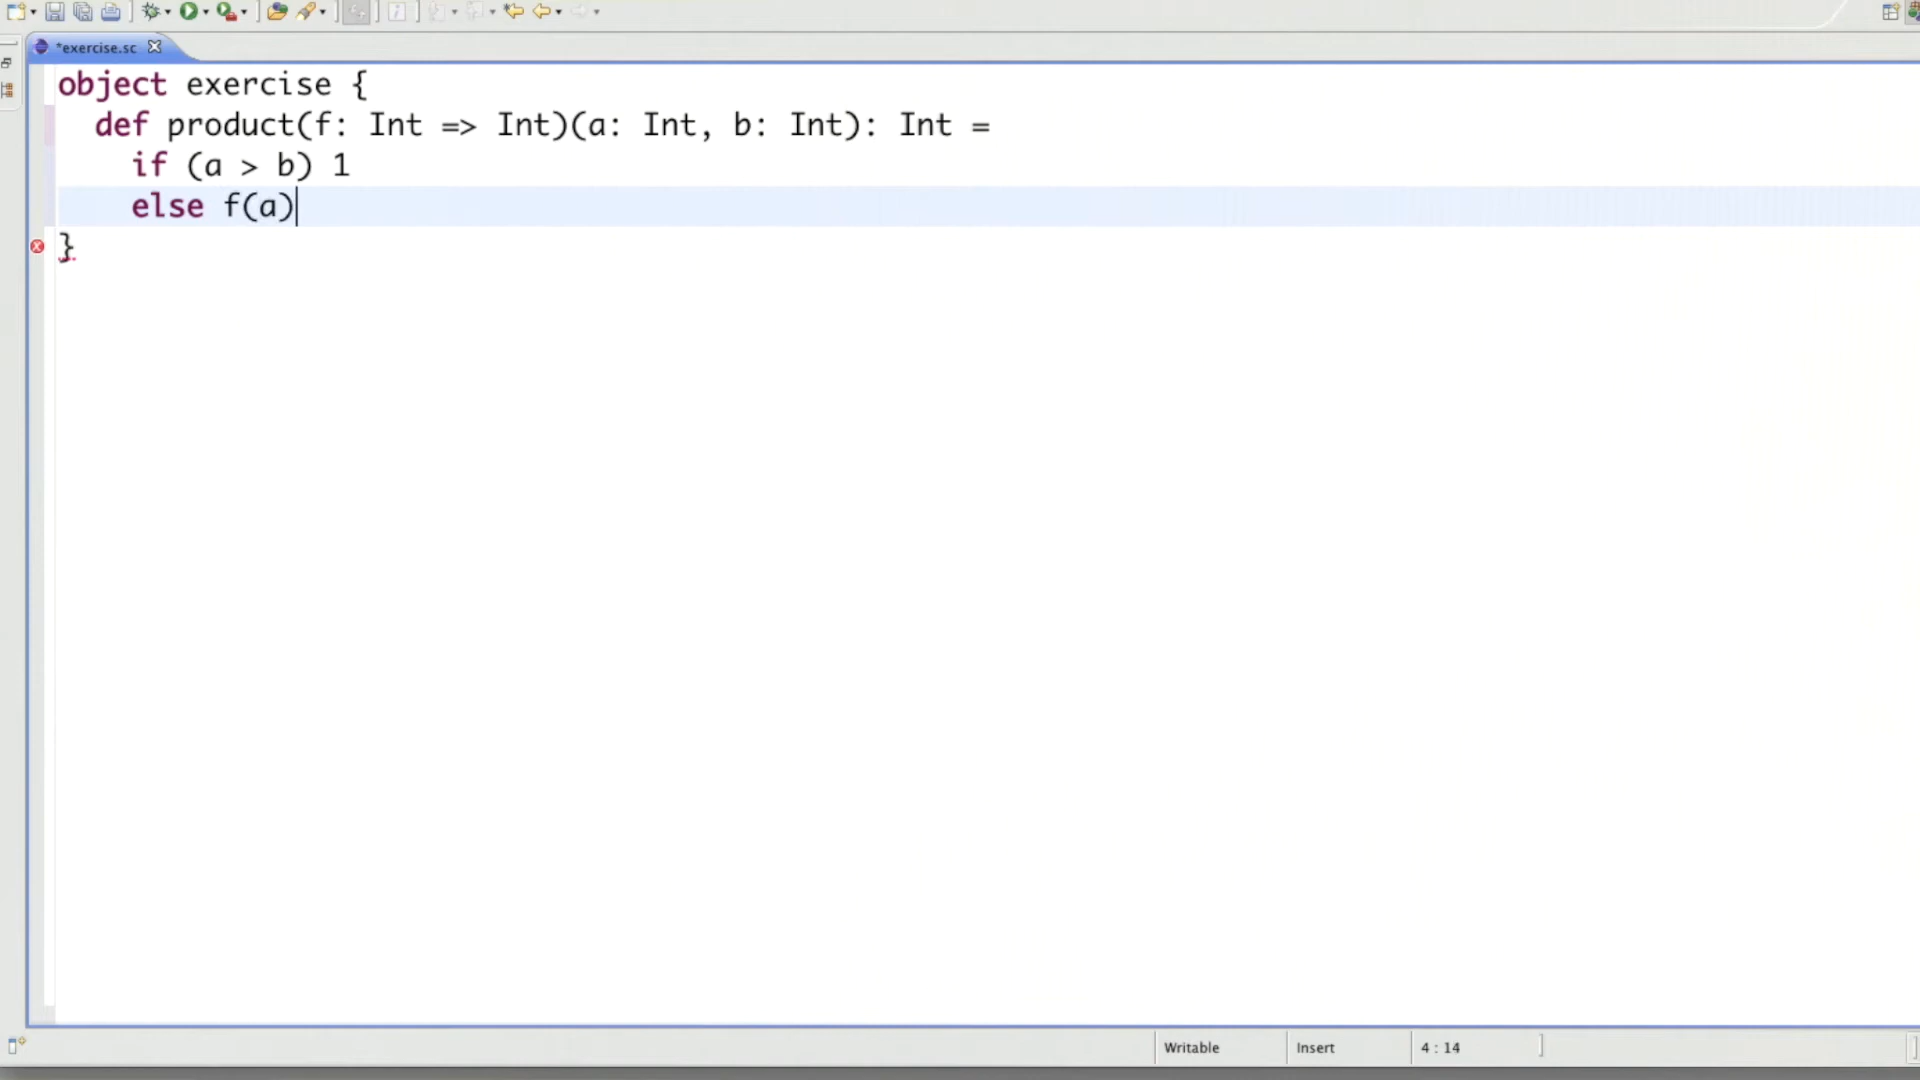 *exercise.sc
object exercise {
def product(f: Int => Int)(a: Int, b: Int): Int =
if (a > b) 1
else f(a)
}
Writable Insert 4 : 14